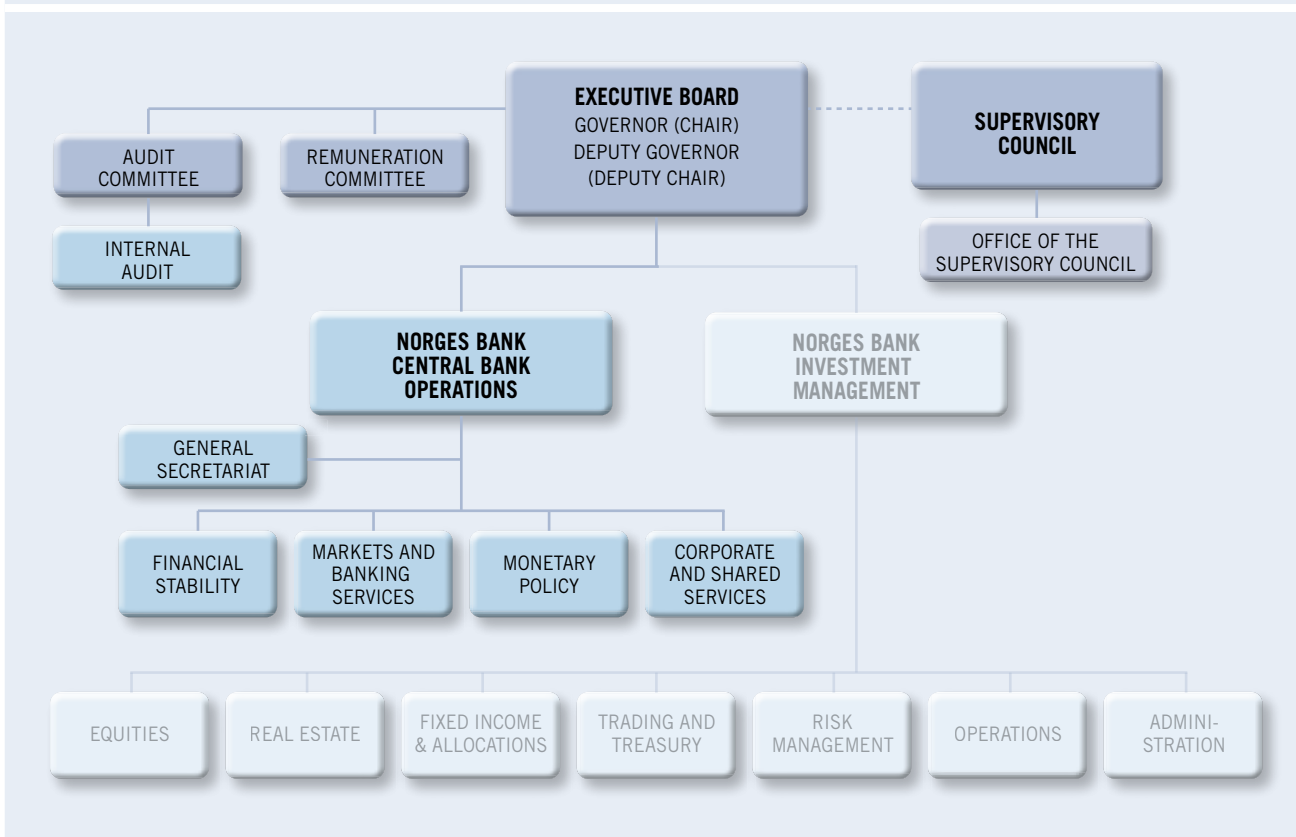 EXECUTIVE BOARD
GOVERNOR (CHAIR)
DEPUTY GOVERNOR
(DEPUTY CHAIR)
SUPERVISORY
COUNCIL
AUDIT
COMMITTEE
REMUNERATION
COMMITTEE
INTERNAL
AUDIT
OFFICE OF THE
SUPERVISORY COUNCIL
NORGES BANK
CENTRAL BANK
OPERATIONS
NORGES BANK
INVESTMENT
MANAGEMENT
GENERAL
SECRETARIAT
FINANCIAL
STABILITY
MARKETS AND
BANKING
SERVICES
MONETARY
POLICY
CORPORATE
AND SHARED
SERVICES
EQUITIES
REAL ESTATE
FIXED INCOME
& ALLOCATIONS
TRADING AND
TREASURY
RISK
MANAGEMENT
OPERATIONS
ADMINI-
STRATION